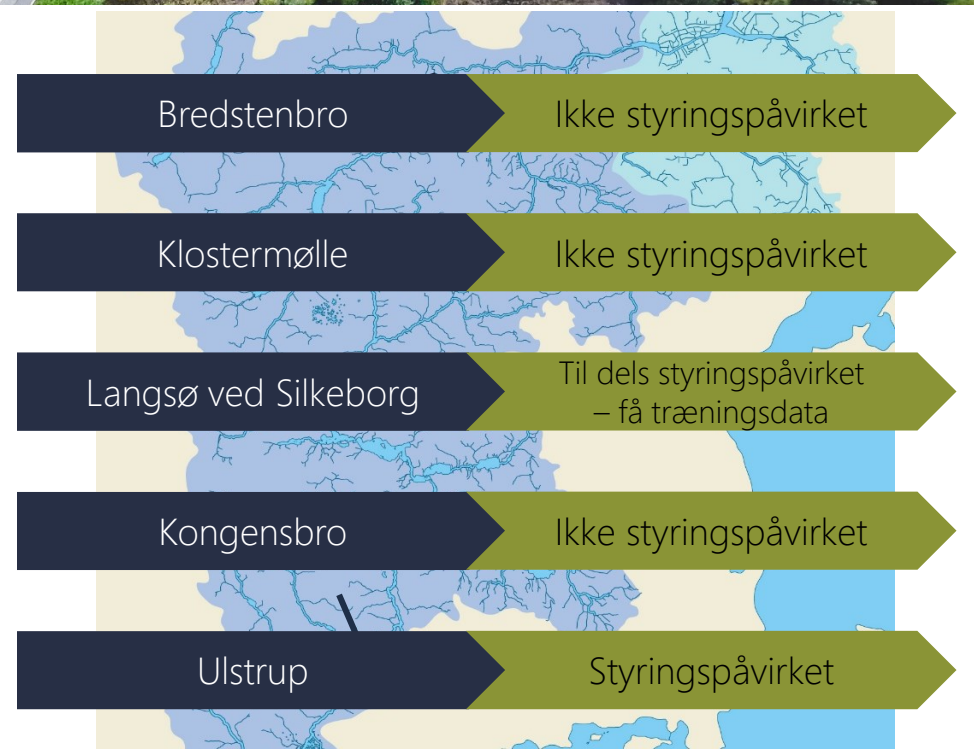 Bredstenbro
Ikke styringspåvirket
Klostermølle
Ikke styringspåvirket
Langsø ved Silkeborg
Til dels styringspåvirket
– få træningsdata
Kongensbro
Ikke styringspåvirket
Ulstrup
Styringspåvirket